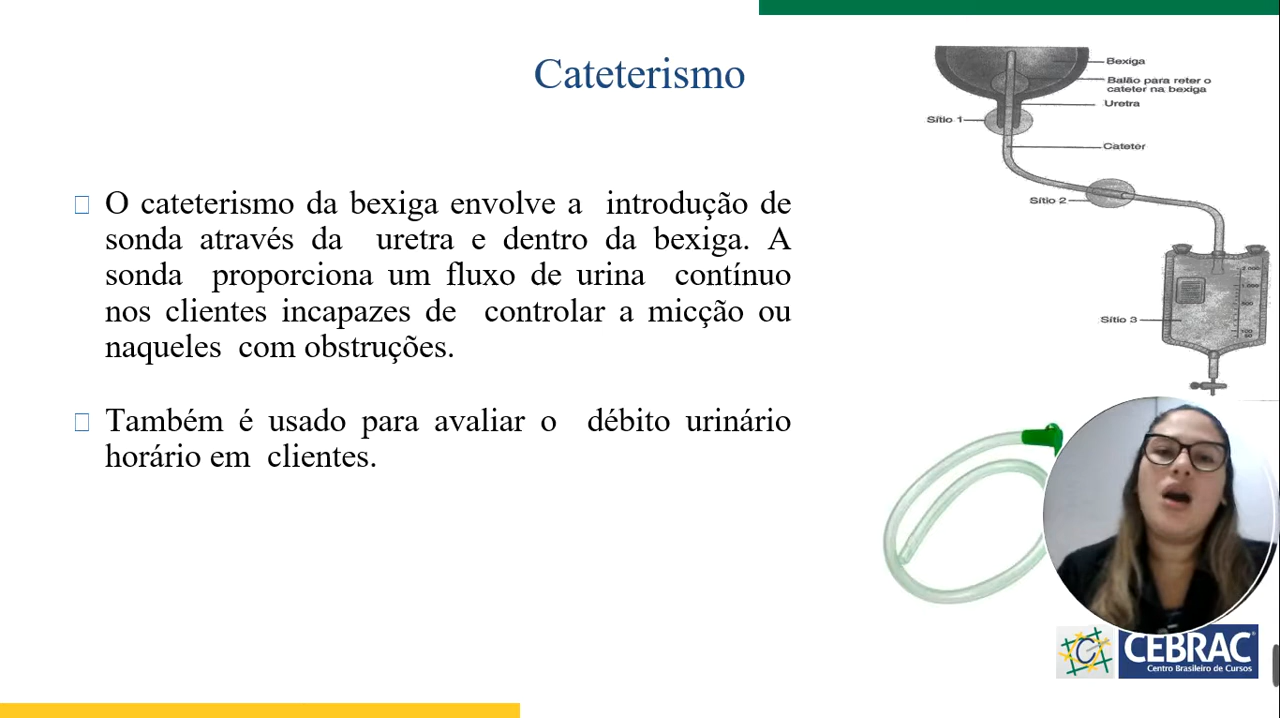 Cateterismo
O cateterismo da bexiga envolve a introdução de
sonda através da uretra e dentro da bexiga. A
sonda proporciona um fluxo de urina contínuo
nos clientes incapazes de controlar a micção ou
naqueles com obstruções.
Também é usado para avaliar o débito urinário
horário em clientes.
Bexiga
Balão para reter o
cateter na bexiga
Uretra
Sítio 1
Cateter
Sítio 2
Sítio 3
CEBRAC
Centro Brasileiro de Cursos